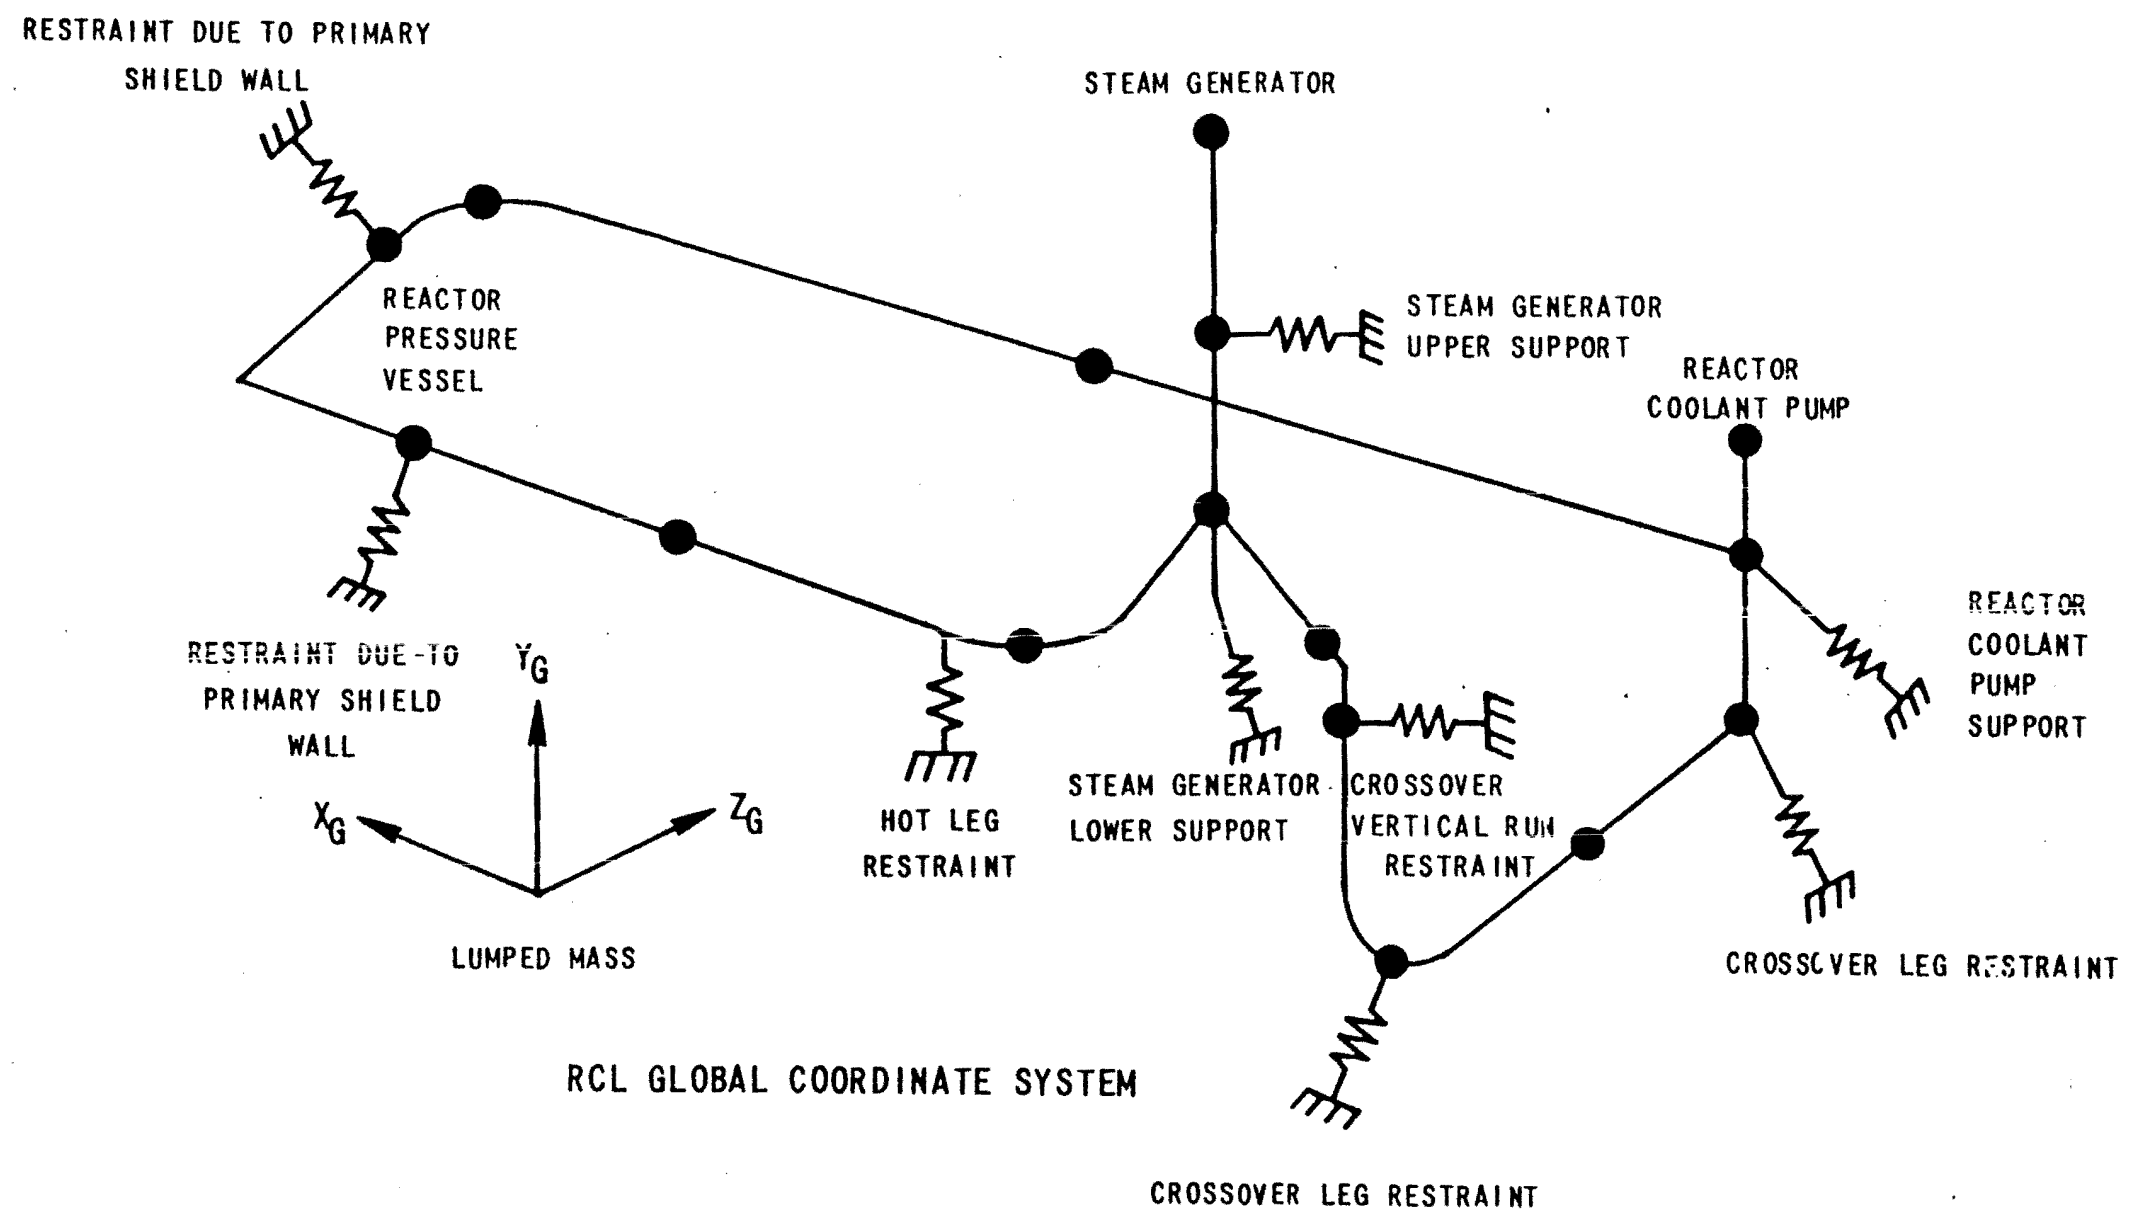 RESTRAINT DUE TO PRIMARY
SHIELD WALL
STEAM GENERATOR
REACTOR
PRESSURE
VESSEL
STEAM GENERATOR
UPPER SUPPORT
REACTOR
COOLANT PUMP
REACTOR
COOLANT
PUMP
SUPPORT
RESTRAINT DUE-TO
PRIMARY SHIELD
WALL
YG
XG
ZG
HOT LEG
RESTRAINT
STEAM GENERATOR
LOWER SUPPORT
CROSSOVER
VERTICAL RUN
RESTRAINT
LUMPED MASS
CROSSOVER LEG RESTRAINT
RCL GLOBAL COORDINATE SYSTEM
CROSSOVER LEG RESTRAINT